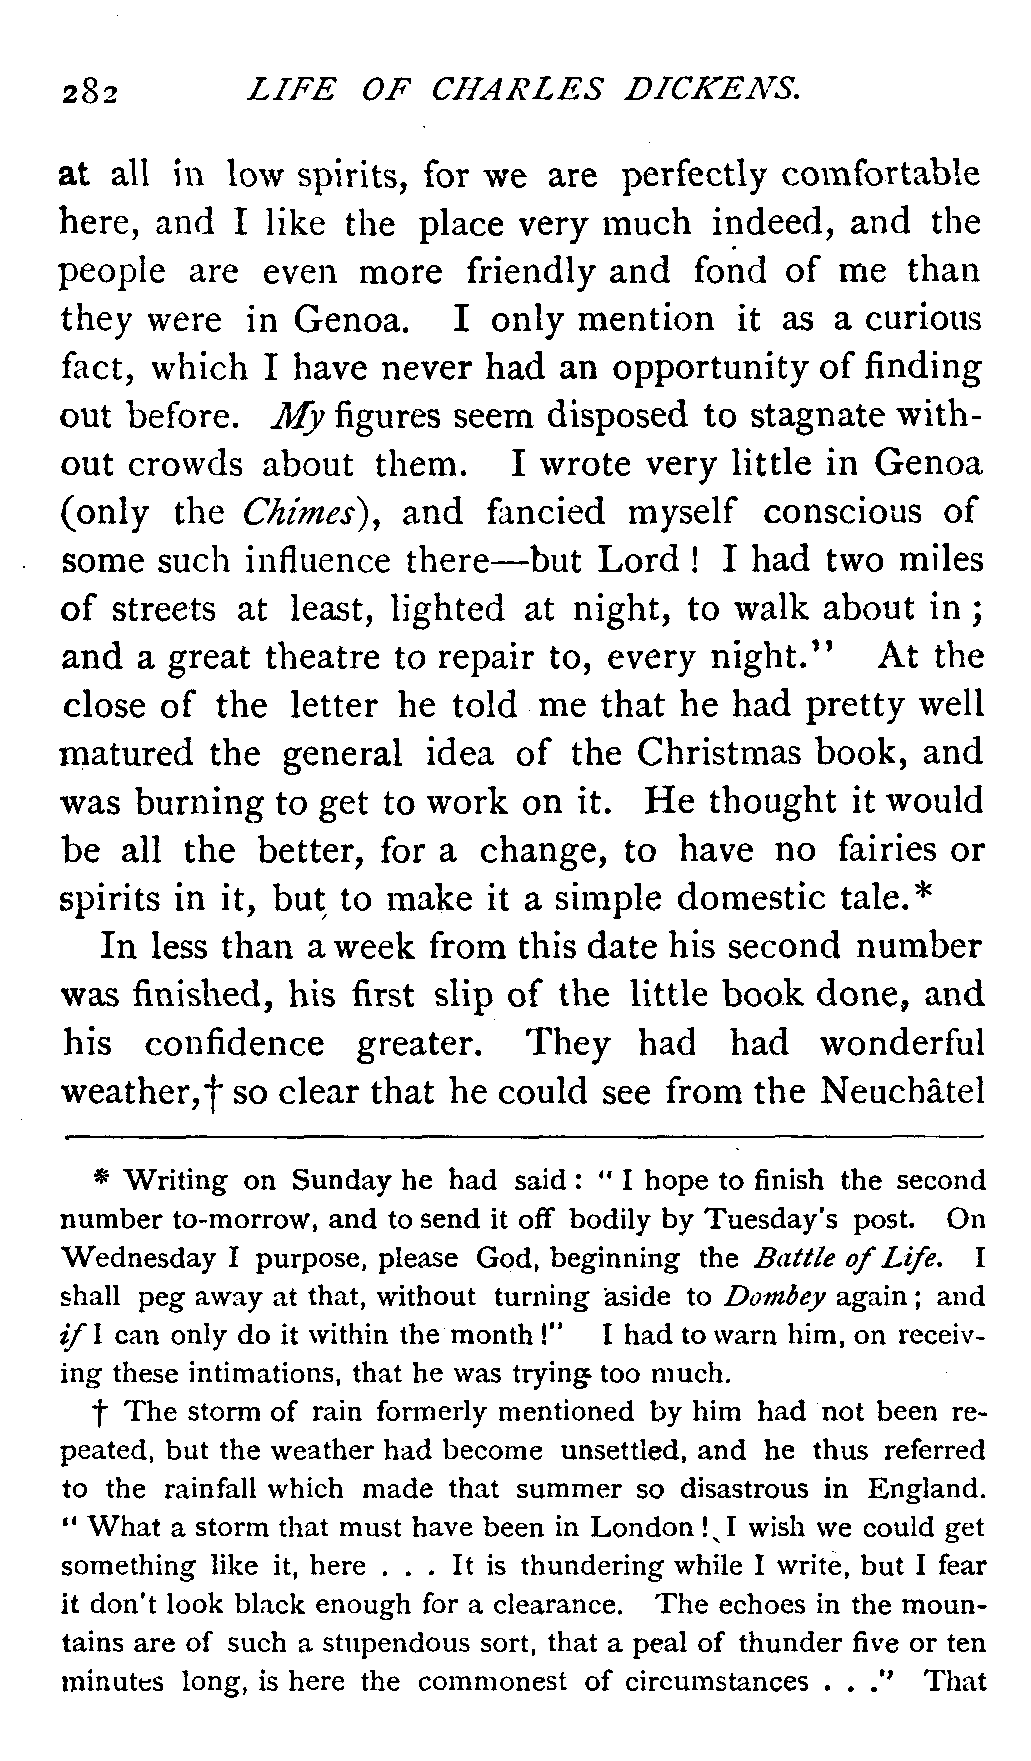 282 LIFE OF CHARLES DICKENS.
at all in low spirits, for we are perfectly comfortable
here, and I like the place very much indeed, and the
people are even more friendly and fond of me than
they were in Genoa. I only mention it as a curious
fact, which I have never had an opportunity of finding
out before. My figures seem disposed to stagnate with-
out crowds about them. I wrote very little in Genoa
(only the Chimes), and fancied myself conscious of
some such influence there—but Lord ! I had two miles
of streets at least, lighted at night, to walk about in ;
and a great theatre to repair to, every night." At the
close of the letter he told me that he had pretty well
matured the general idea of the Christmas book, and
was burning to get to work on it. He thought it would
be all the better, for a change, to have no fairies or
spirits in it, but to make it a simple domestic tale.*
In less than a week from this date his second number
was finished, his first slip of the little book done, and
his confidence greater. They had had wonderful
weather,† so clear that he could see from the Neuchâtel
* Writing on Sunday he had said : " I hope to finish the second
number to-morrow, and to send it off bodily by Tuesday's post. On
Wednesday I purpose, please God, beginning the Battle of Life. I
shall peg away at that, without turning aside to Dombey again ; and
if I can only do it within the month !" I had to warn him, on receiv-
ing these intimations, that he was trying too much.
† The storm of rain formerly mentioned by him had not been re-
peated, but the weather had become unsettled, and he thus referred
to the rainfall which made that summer so disastrous in England.
" What a storm that must have been in London ! I wish we could get
something like it, here . . . It is thundering while I write, but I fear
it don't look black enough for a clearance. The echoes in the moun-
tains are of such a stupendous sort, that a peal of thunder five or ten
minutes long, is here the commonest of circumstances . . ." That